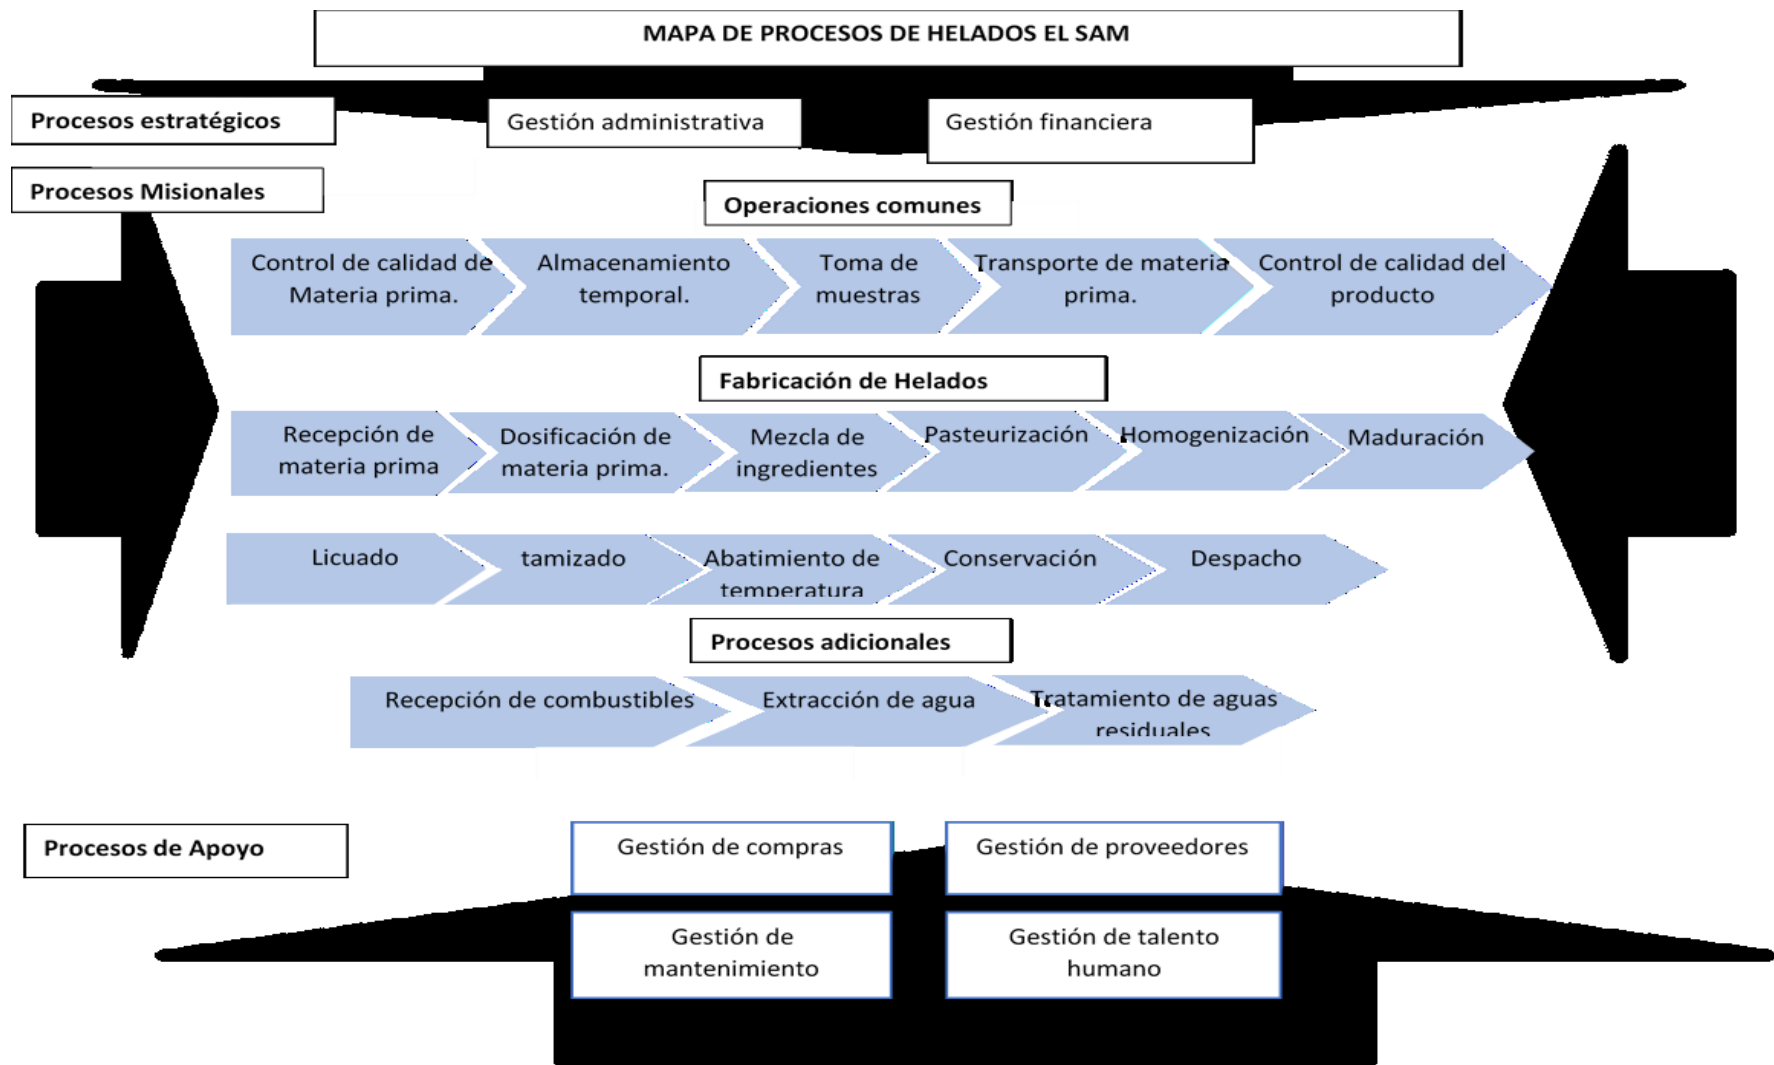 MAPA DE PROCESOS DE HELADOS EL SAM
Procesos estratégicos
Gestión administrativa
Gestión financiera
Procesos Misionales
Operaciones comunes
Control de calidad de
Materia prima.
Almacenamiento
temporal.
Toma de
muestras
Transporte de materia
prima.
Control de calidad del
producto
Fabricación de Helados
Recepción de
materia prima
Dosificación de
materia prima.
Mezcla de
ingredientes
Pasteurización
Homogenización
Maduración
Licuado
tamizado
Abatimiento de
temperatura
Conservación
Despacho
Procesos adicionales
Recepción de combustibles
Extracción de agua
Tratamiento de aguas
residuales
Procesos de Apoyo
Gestión de compras
Gestión de proveedores
Gestión de
mantenimiento
Gestión de talento
humano